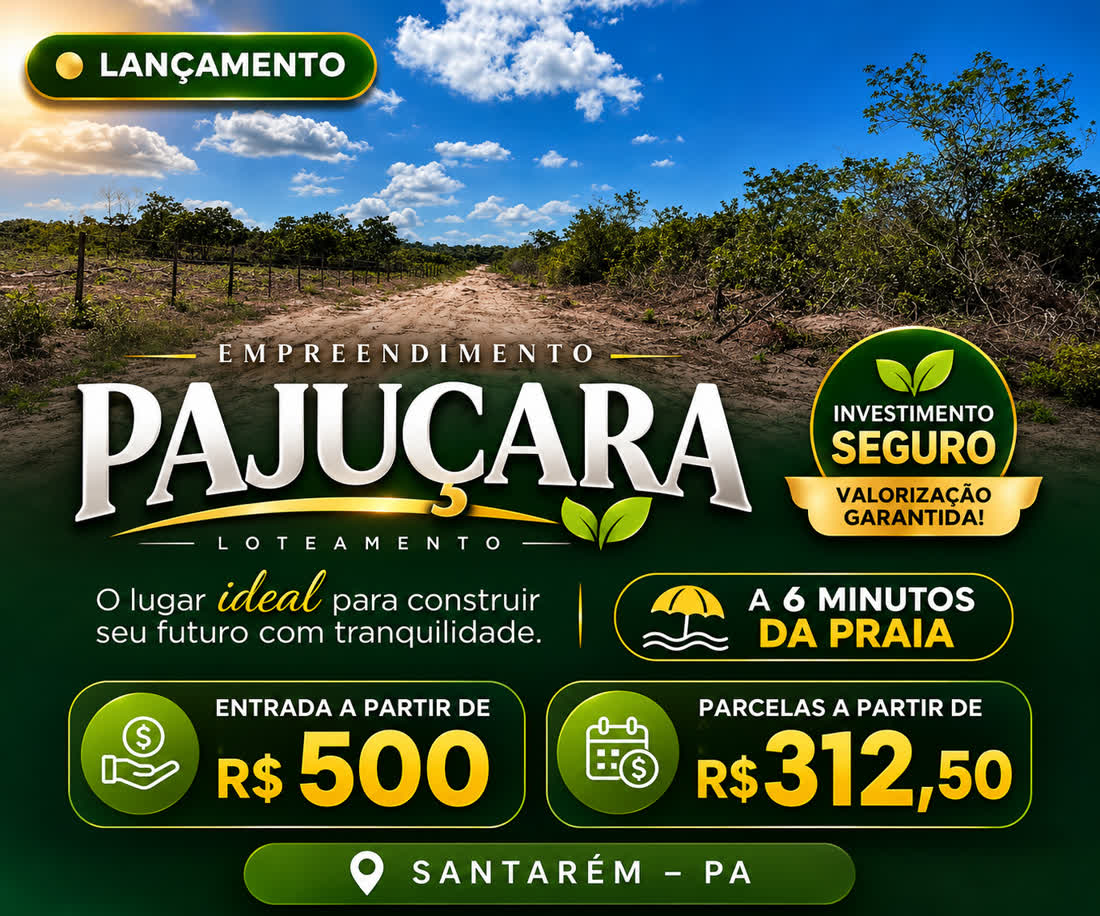 LANÇAMENTO
EMPREENDIMENTO
PAJUÇARA
LOTEAMENTO
INVESTIMENTO
SEGURO
VALORIZAÇÃO
GARANTIDA!
O lugar ideal para construir
seu futuro com tranquilidade.
A 6 MINUTOS
DA PRAIA
ENTRADA A PARTIR DE
R$ 500
PARCELAS A PARTIR DE
R$ 312,50
SANTARÉM – PA